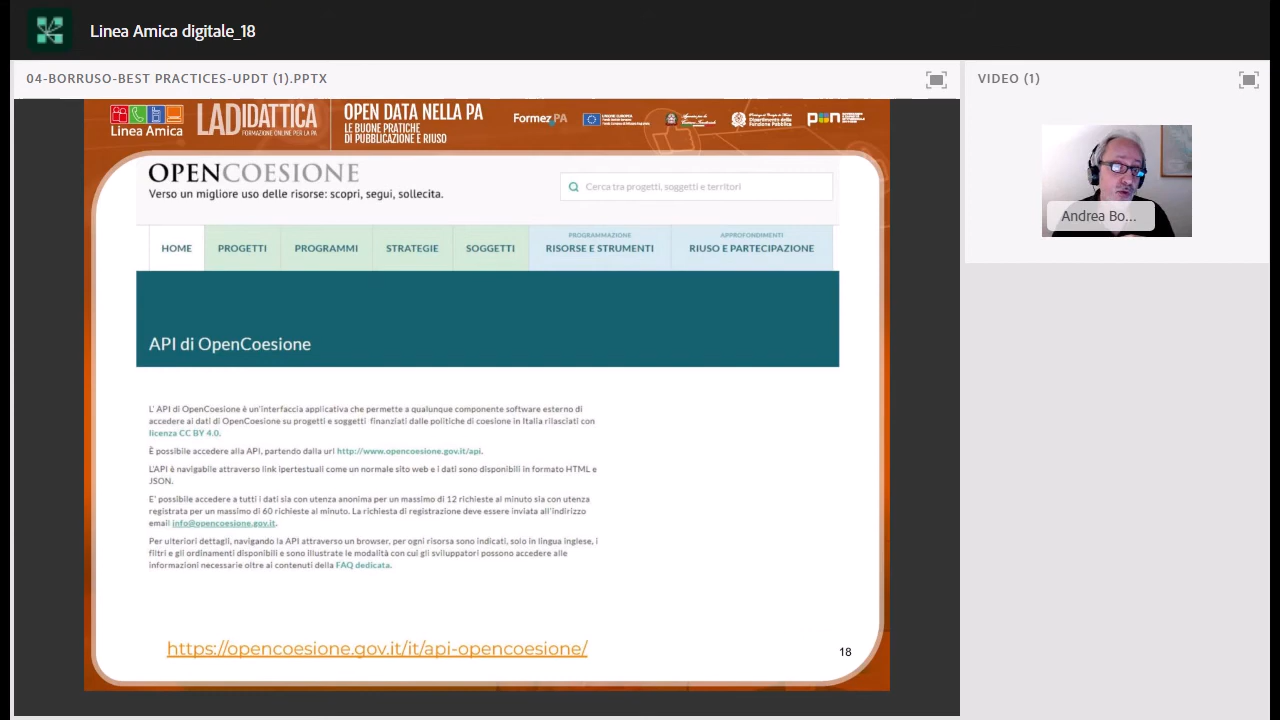 Linea Amica digitale_18
04-BORRUSO-BEST PRACTICES-UPDT (1).PPTX
VIDEO (1)
Linea Amica
LADIDATTICA
FORMAZIONE ONLINE PER LA PA
OPEN DATA NELLA PA
LE BUONE PRATICHE
DI PUBBLICAZIONE E RIUSO
Formez PA
UNIONE EUROPEA
pon
OPENCOESIONE
Verso un migliore uso delle risorse: scopri, segui, sollecita.
Cerca tra progetti, soggetti e territori
HOME
PROGETTI
PROGRAMMI
STRATEGIE
SOGGETTI
PROGRAMMAZIONE
RISORSE E STRUMENTI
APPROFONDIMENTI
RIUSO E PARTECIPAZIONE
API di OpenCoesione
L' API di OpenCoesione è un'interfaccia applicativa che permette a qualunque componente software esterno di
accedere ai dati di OpenCoesione su progetti e soggetti finanziati dalle politiche di coesione in Italia rilasciati con
licenza CC BY 4.0.
È possibile accedere alla API, partendo dalla url http://www.opencoesione.gov.it/api.
L'API è navigabile attraverso link ipertestuali come un normale sito web e i dati sono disponibili in formato HTML e
JSON.
E' possibile accedere a tutti i dati sia con utenza anonima per un massimo di 12 richieste al minuto sia con utenza
registrata per un massimo di 60 richieste al minuto. La richiesta di registrazione deve essere inviata all'indirizzo
email info@opencoesione.gov.it.
Per ulteriori dettagli, navigando la API attraverso un browser, per ogni risorsa sono indicati, solo in lingua inglese, i
filtri e gli ordinamenti disponibili e sono illustrate le modalità con cui gli sviluppatori possono accedere alle
informazioni necessarie oltre ai contenuti della FAQ dedicata.
https://opencoesione.gov.it/it/api-opencoesione/
18
Andrea Bo...